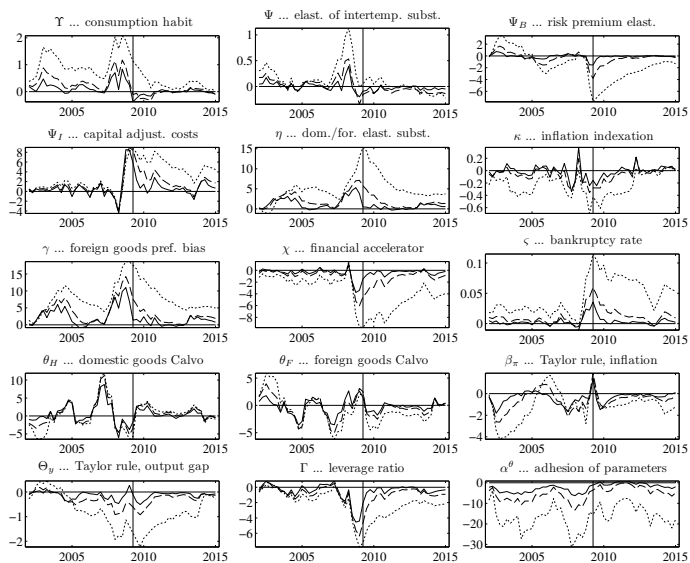 ϒ ... consumption habit
Ψ ... elast. of intertemp. subst.
Ψ_B ... risk premium elast.
2
1
0
2005 2010 2015
1
0.5
0
2005 2010 2015
2
0
−2
−4
−6
2005 2010 2015
Ψ_I ... capital adjust. costs
η ... dom./for. elast. subst.
κ ... inflation indexation
8
6
4
2
0
−2
−4
2005 2010 2015
15
10
5
0
2005 2010 2015
0.2
0
−0.2
−0.4
−0.6
2005 2010 2015
γ ... foreign goods pref. bias
χ ... financial accelerator
ς ... bankruptcy rate
15
10
5
0
2005 2010 2015
0
−2
−4
−6
−8
2005 2010 2015
0.1
0.05
0
2005 2010 2015
θ_H ... domestic goods Calvo
θ_F ... foreign goods Calvo
β_π ... Taylor rule, inflation
10
5
0
−5
2005 2010 2015
5
0
−5
2005 2010 2015
0
−2
−4
2005 2010 2015
Θ_y ... Taylor rule, output gap
Γ ... leverage ratio
α^θ ... adhesion of parameters
0
−1
−2
2005 2010 2015
0
−2
−4
−6
2005 2010 2015
0
−10
−20
−30
2005 2010 2015